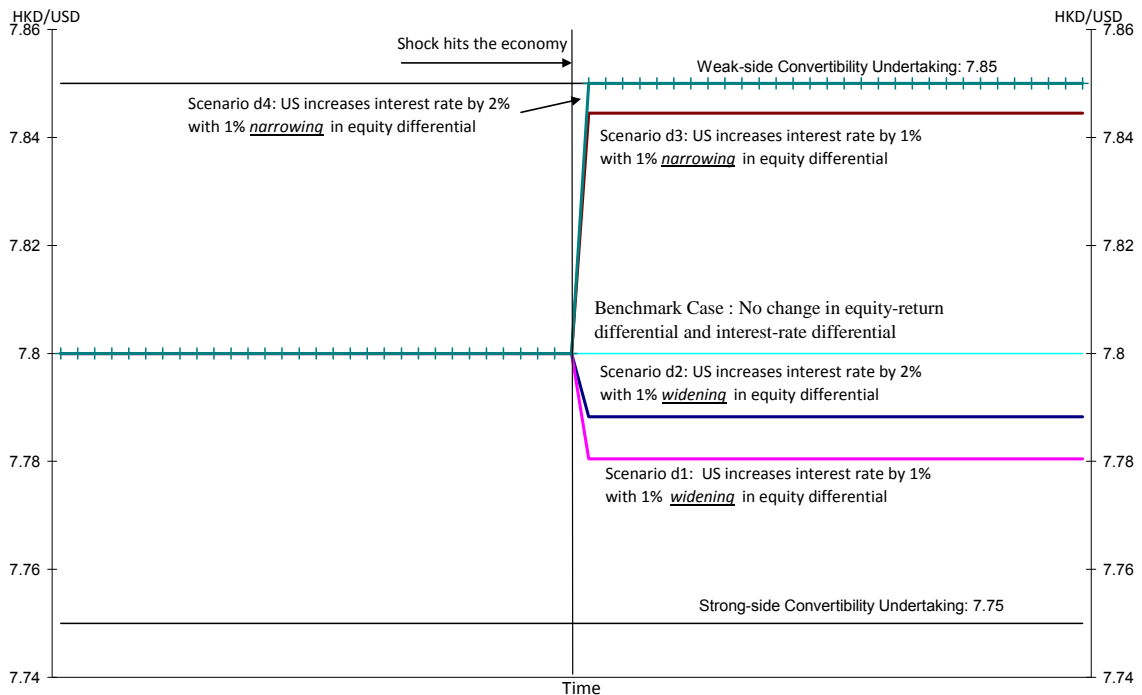 HKD/USD
HKD/USD
7.86
7.86
Shock hits the economy
Weak-side Convertibility Undertaking: 7.85
Scenario d4: US increases interest rate by 2%
with 1% narrowing in equity differential
7.84
7.84
Scenario d3: US increases interest rate by 1%
with 1% narrowing in equity differential
7.82
7.82
Benchmark Case : No change in equity-return
differential and interest-rate differential
7.8
7.8
Scenario d2: US increases interest rate by 2%
with 1% widening in equity differential
7.78
7.78
Scenario d1: US increases interest rate by 1%
with 1% widening in equity differential
7.76
7.76
Strong-side Convertibility Undertaking: 7.75
7.74
7.74
Time